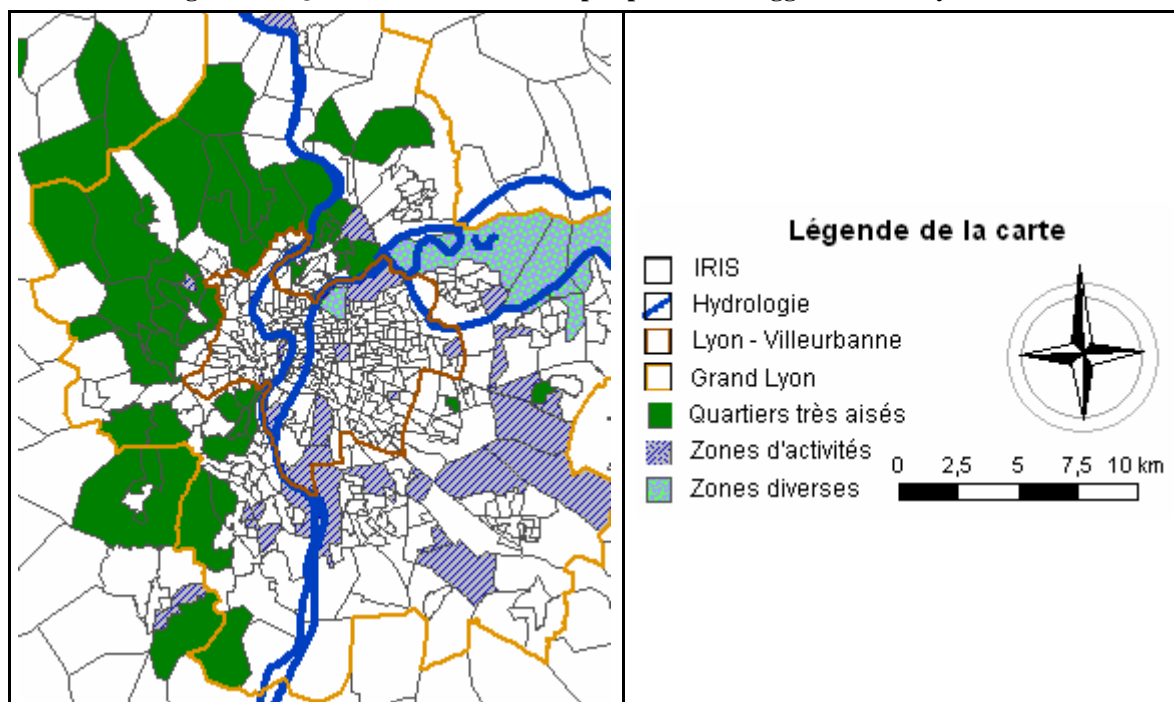 Légende de la carte
IRIS
Hydrologie
Lyon - Villeurbanne
Grand Lyon
Quartiers très aisés
Zones d'activités
Zones diverses
0 2,5 5 7,5 10 km